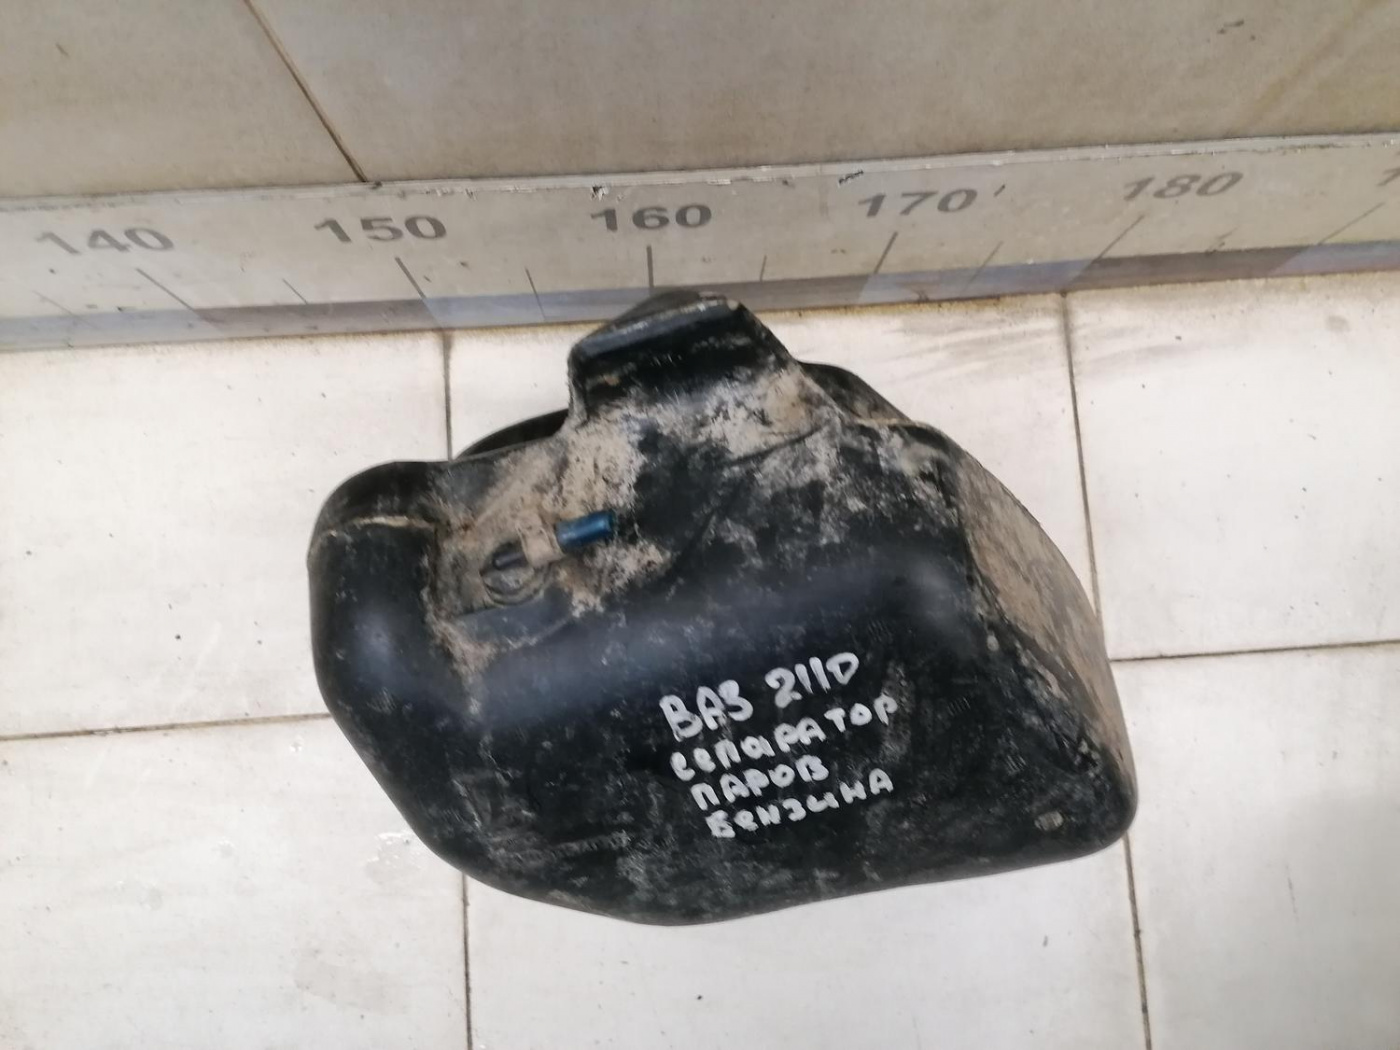 140 150 160 170 180
ВАЗ 2110
сепаратор
паров
бензина